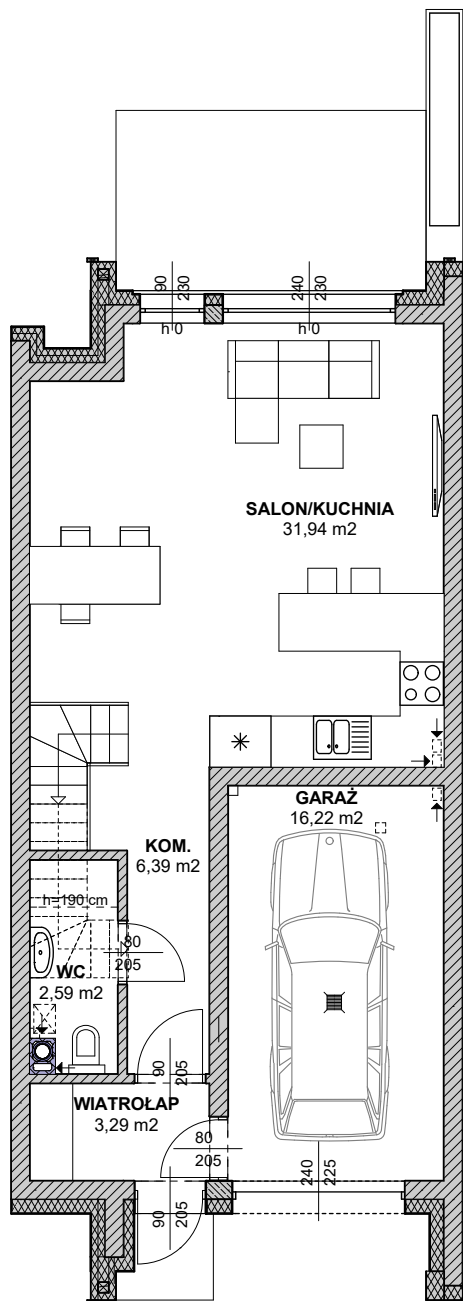 90
230
240
230
h 0
h 0
SALON/KUCHNIA
31,94 m2
GARAŻ
16,22 m2
KOM.
6,39 m2
h=190 cm
80
205
WC
2,59 m2
90
205
WIATROŁAP
3,29 m2
80
205
240
225
90
205